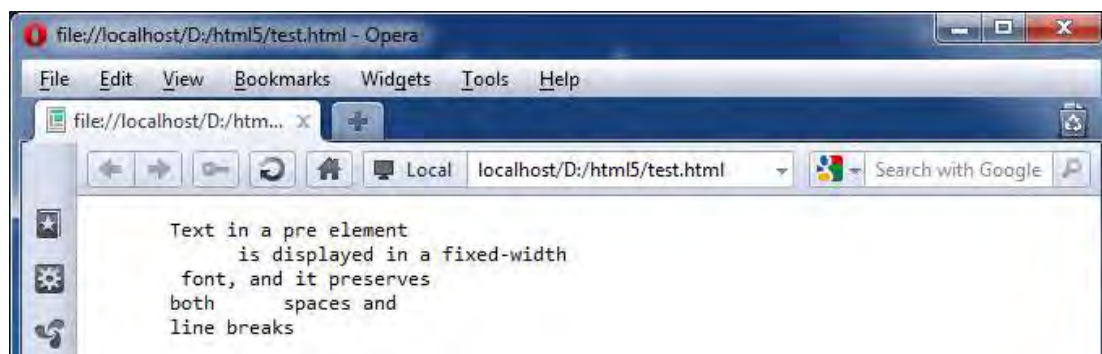 file://localhost/D:/html5/test.html - Opera
File Edit View Bookmarks Widgets Tools Help
file://localhost/D:/htm...
Local localhost/D:/html5/test.html Search with Google
Text in a pre element
      is displayed in a fixed-width
 font, and it preserves
both      spaces and
line breaks